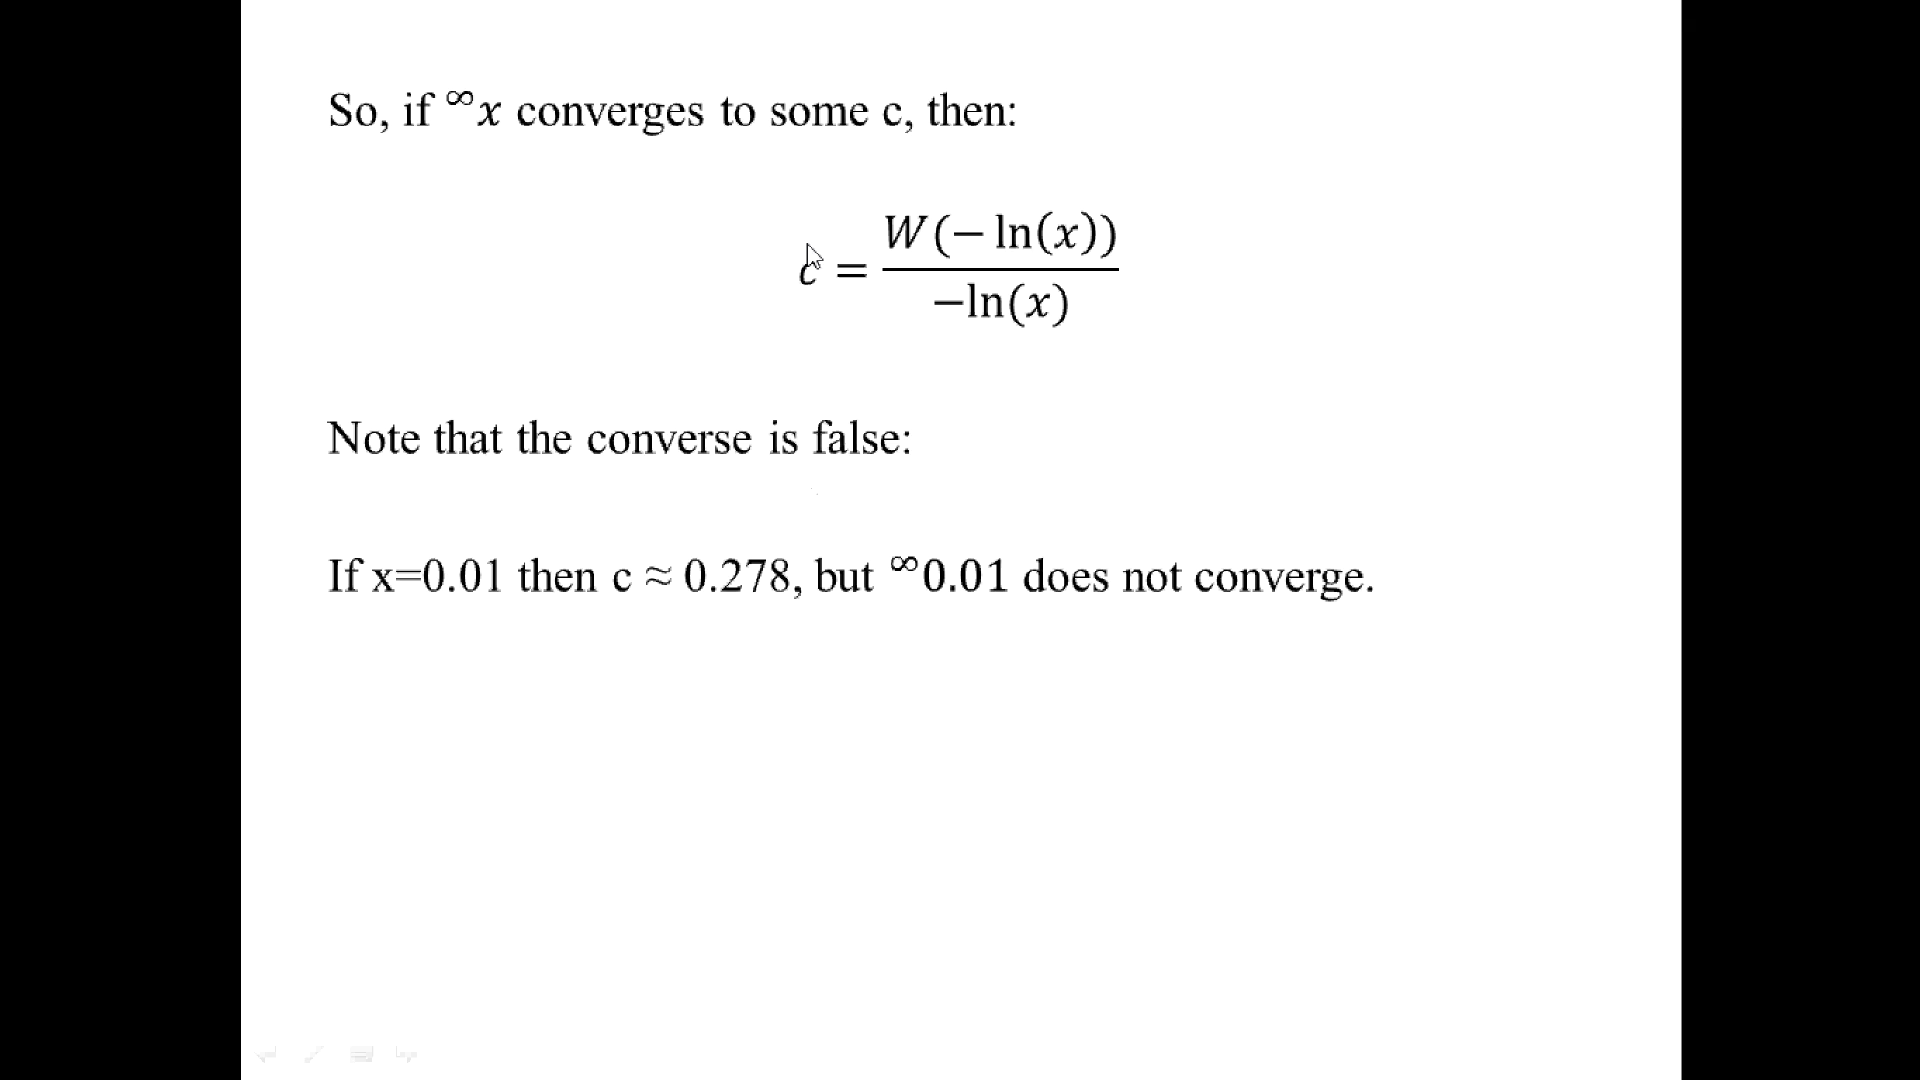 So, if ∞x converges to some c, then:
c = W(− ln(x)) / −ln(x)
Note that the converse is false:
If x=0.01 then c ≈ 0.278, but ∞0.01 does not converge.